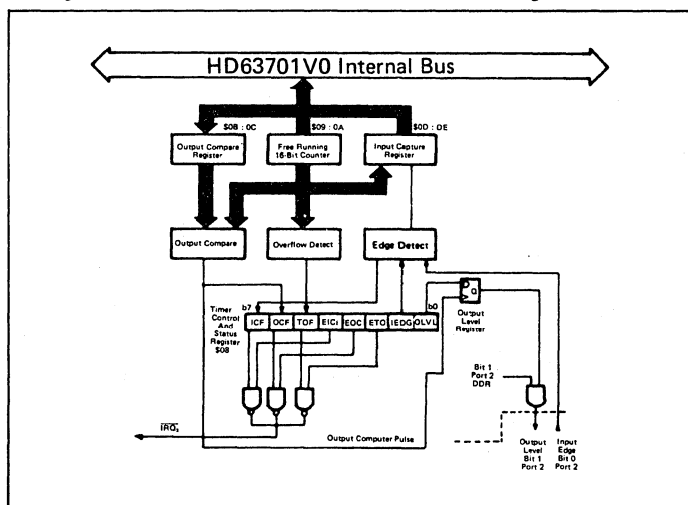 HD63701V0 Internal Bus
$0B : 0C
$09 : 0A
$0D : DE
Output Compare
Register
Free Running
16-Bit Counter
Input Capture
Register
Output Compare
Overflow Detect
Edge Detect
b7
b0
Timer
Control
And
Status
Register
$08
ICF OCF TOF EICI EOC ETO IEDG OLVL
D
Q
Output
Level
Register
Bit 1
Port 2
DDR
IRQ₂
Output Computer Pulse
Output
Level
Bit 1
Port 2
Input
Edge
Bit 0
Port 2